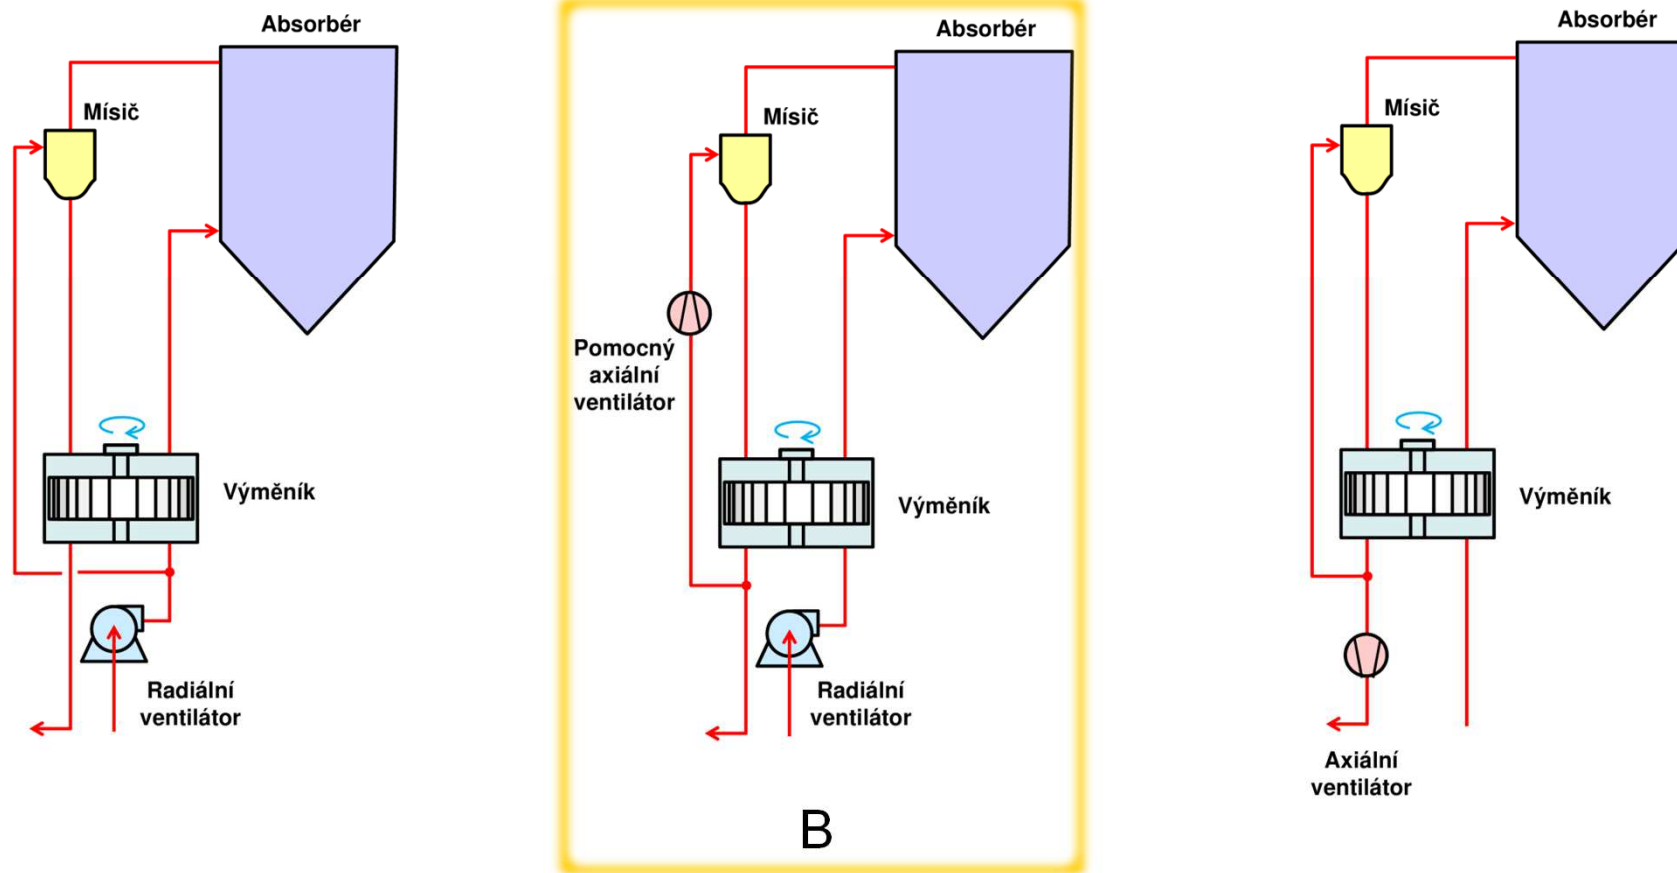 Absorbér
Mísič
Výměník
Radiální
ventilátor
Absorbér
Mísič
Pomocný
axiální
ventilátor
Výměník
Radiální
ventilátor
B
Absorbér
Mísič
Výměník
Axiální
ventilátor